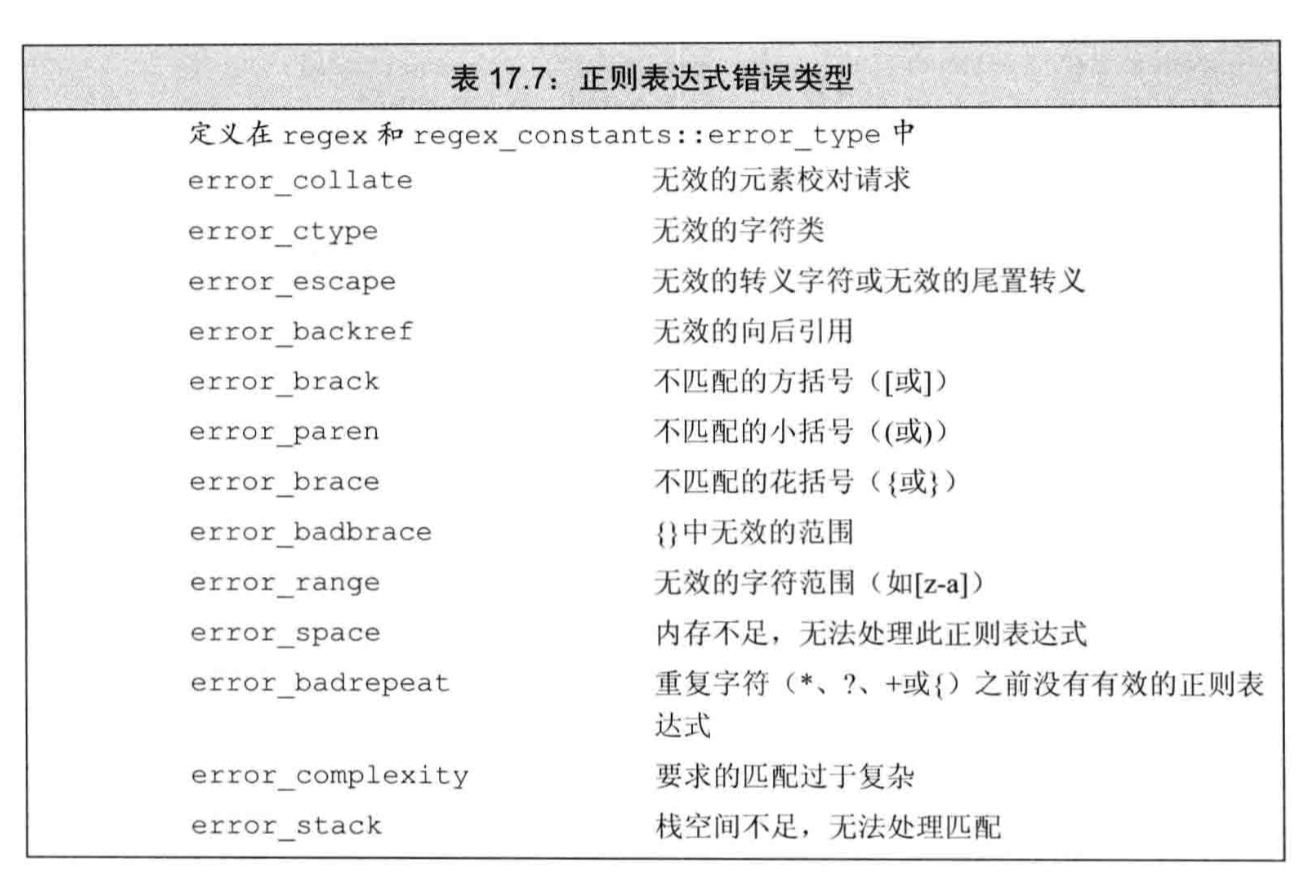 表 17.7：正则表达式错误类型
定义在 regex 和 regex_constants::error_type 中
error_collate 无效的元素校对请求
error_ctype 无效的字符类
error_escape 无效的转义字符或无效的尾置转义
error_backref 无效的向后引用
error_brack 不匹配的方括号（[或]）
error_paren 不匹配的小括号（(或)）
error_brace 不匹配的花括号（{或}）
error_badbrace {}中无效的范围
error_range 无效的字符范围（如[z-a]）
error_space 内存不足，无法处理此正则表达式
error_badrepeat 重复字符（*、?、+或{）之前没有有效的正则表
达式
error_complexity 要求的匹配过于复杂
error_stack 栈空间不足，无法处理匹配